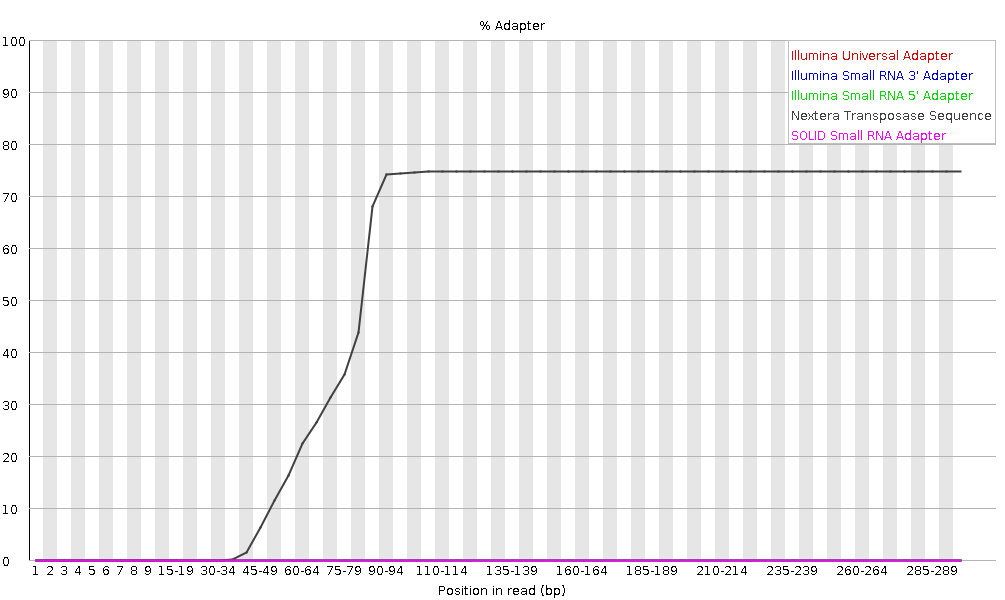 % Adapter
100
90
80
70
60
50
40
30
20
10
0
Illumina Universal Adapter
Illumina Small RNA 3' Adapter
Illumina Small RNA 5' Adapter
Nextera Transposase Sequence
SOLID Small RNA Adapter
1 2 3 4 5 6 7 8 9 15-19 30-34 45-49 60-64 75-79 90-94 110-114 135-139 160-164 185-189 210-214 235-239 260-264 285-289
Position in read (bp)